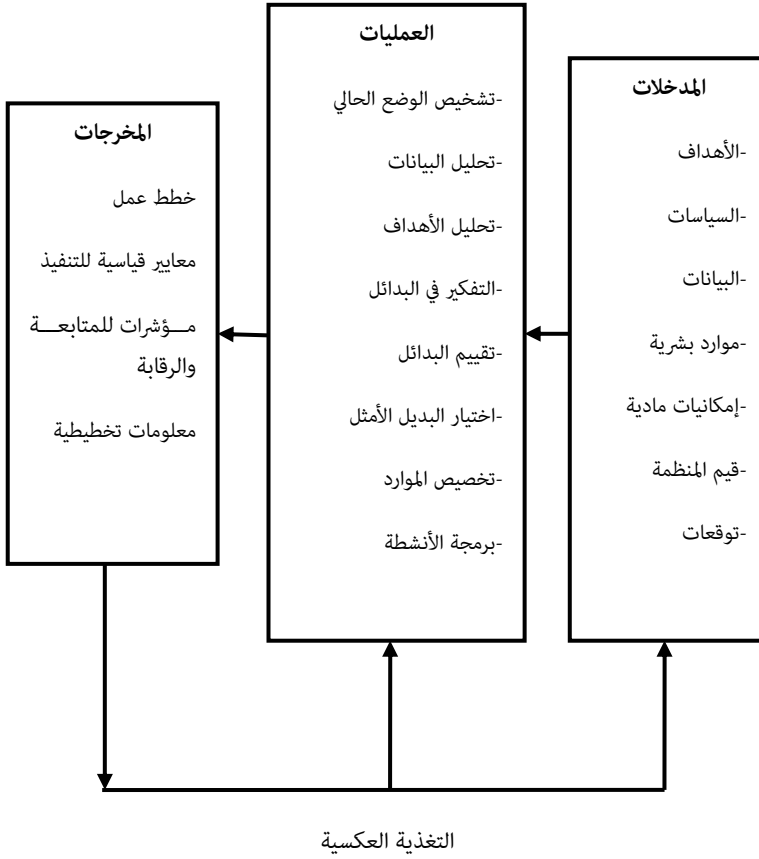 المدخلات
-الأهداف
-السياسات
-البيانات
-موارد بشرية
-إمكانيات مادية
-قيم المنظمة
-توقعات
العمليات
-تشخيص الوضع الحالي
-تحليل البيانات
-تحليل الأهداف
-التفكير في البدائل
-تقييم البدائل
-اختيار البديل الأمثل
-تخصيص الموارد
-برمجة الأنشطة
المخرجات
خطط عمل
معايير قياسية للتنفيذ
مـــؤشرات للمتابعـــة
والرقابة
معلومات تخطيطية
التغذية العكسية